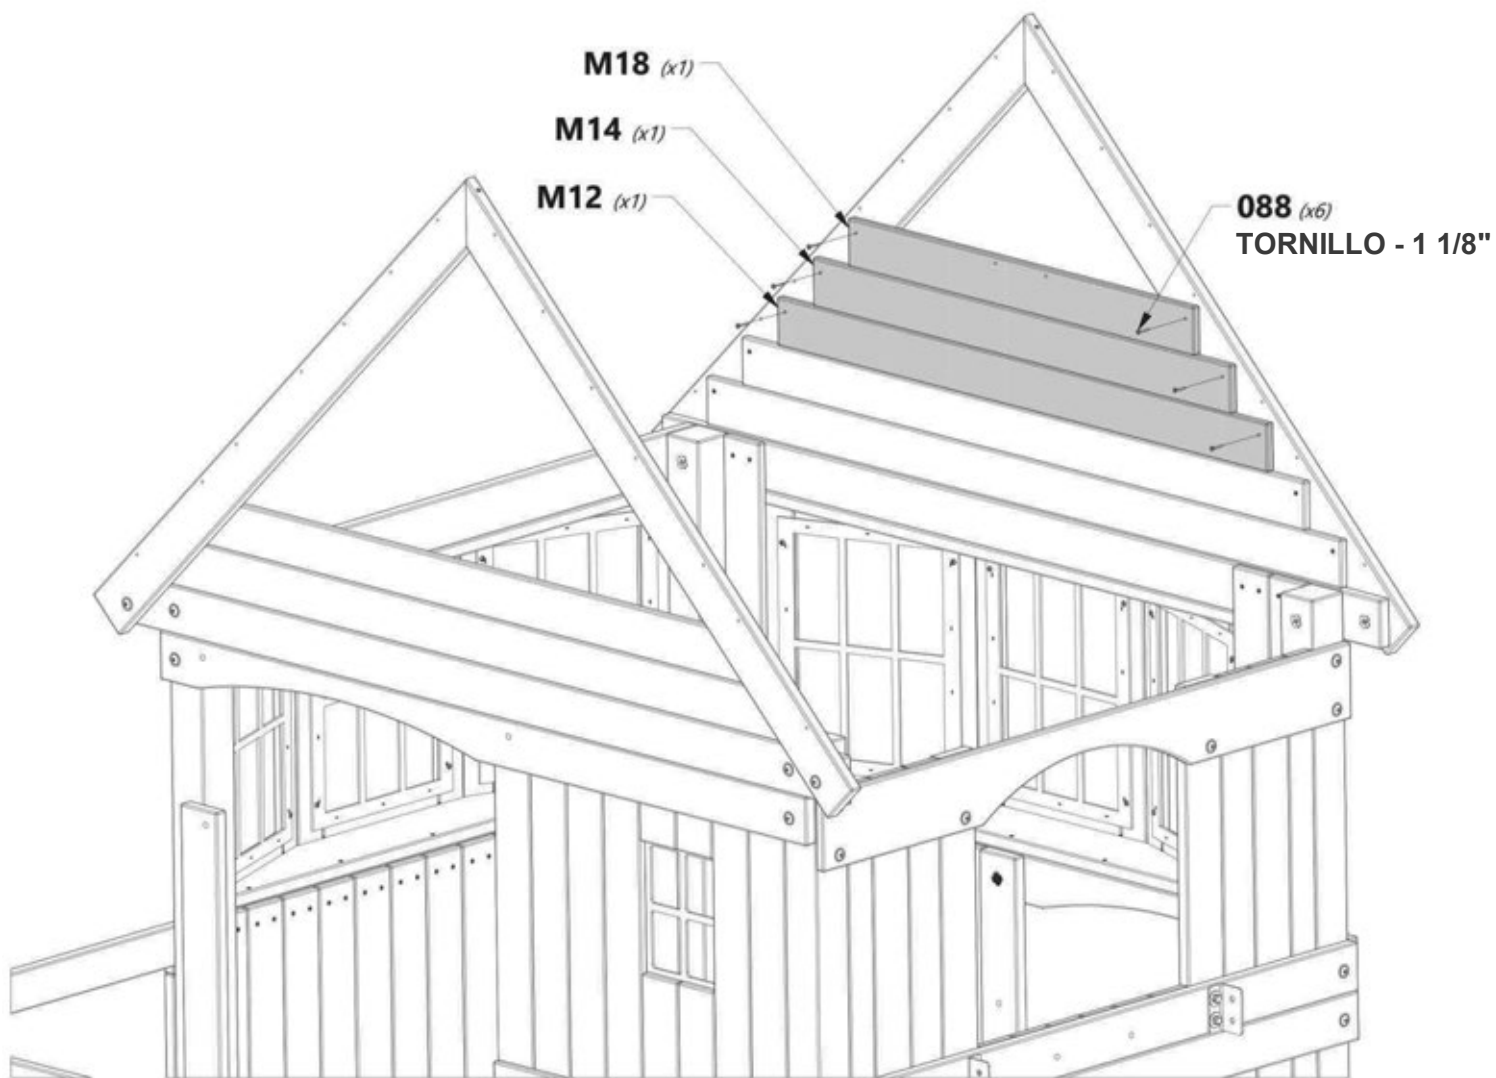 M18 (x1)
M14 (x1)
M12 (x1)
088 (x6)
TORNILLO - 1 1/8"